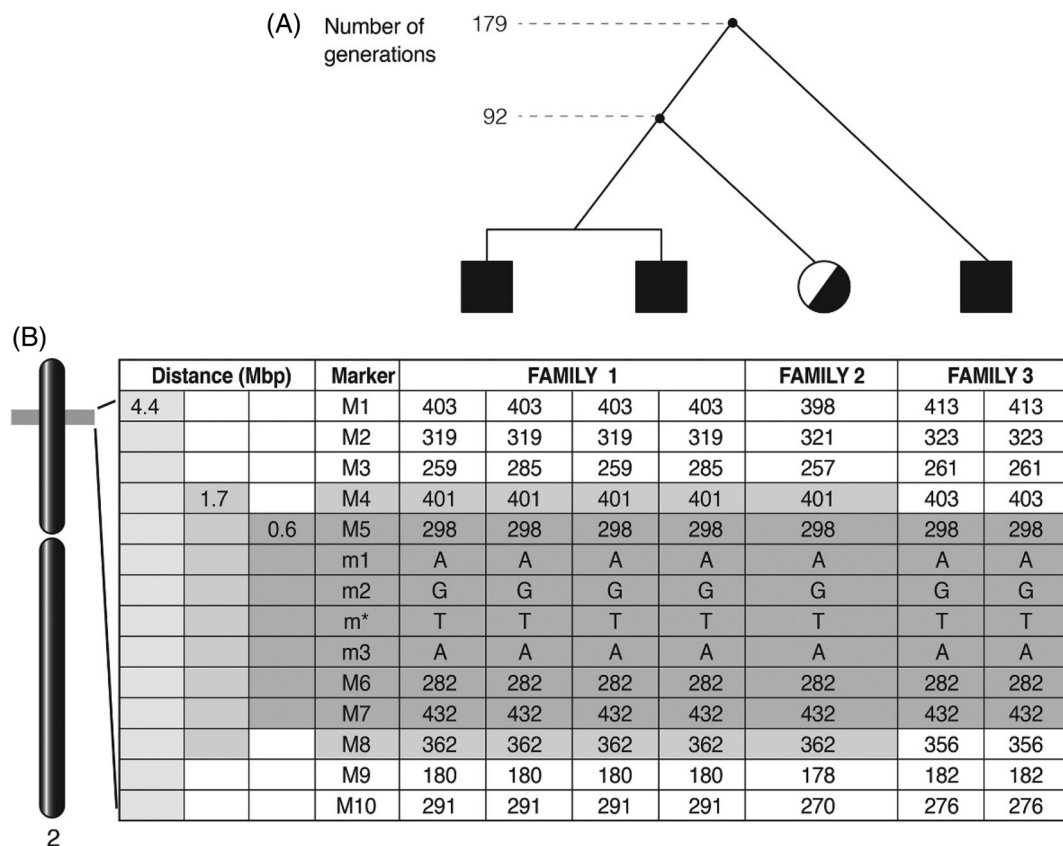 (A) Number of generations
179
92
(B)
Distance (Mbp) Marker FAMILY 1 FAMILY 2 FAMILY 3
4.4 M1 403 403 403 403 398 413 413
M2 319 319 319 319 321 323 323
M3 259 285 259 285 257 261 261
1.7 M4 401 401 401 401 401 403 403
0.6 M5 298 298 298 298 298 298 298
m1 A A A A A A A
m2 G G G G G G G
m* T T T T T T T
m3 A A A A A A A
M6 282 282 282 282 282 282 282
M7 432 432 432 432 432 432 432
M8 362 362 362 362 362 356 356
M9 180 180 180 180 178 182 182
M10 291 291 291 291 270 276 276
2